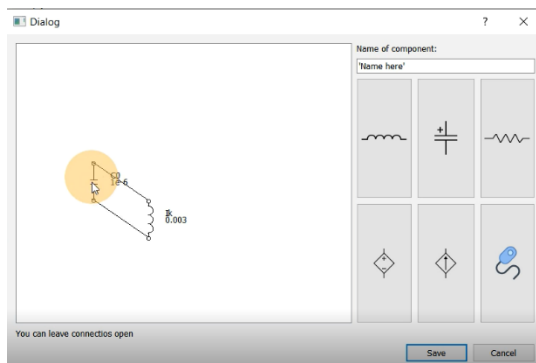 Dialog
Name of component:
'Name here'
C0
1e-6
0.003
You can leave connectios open
Save
Cancel